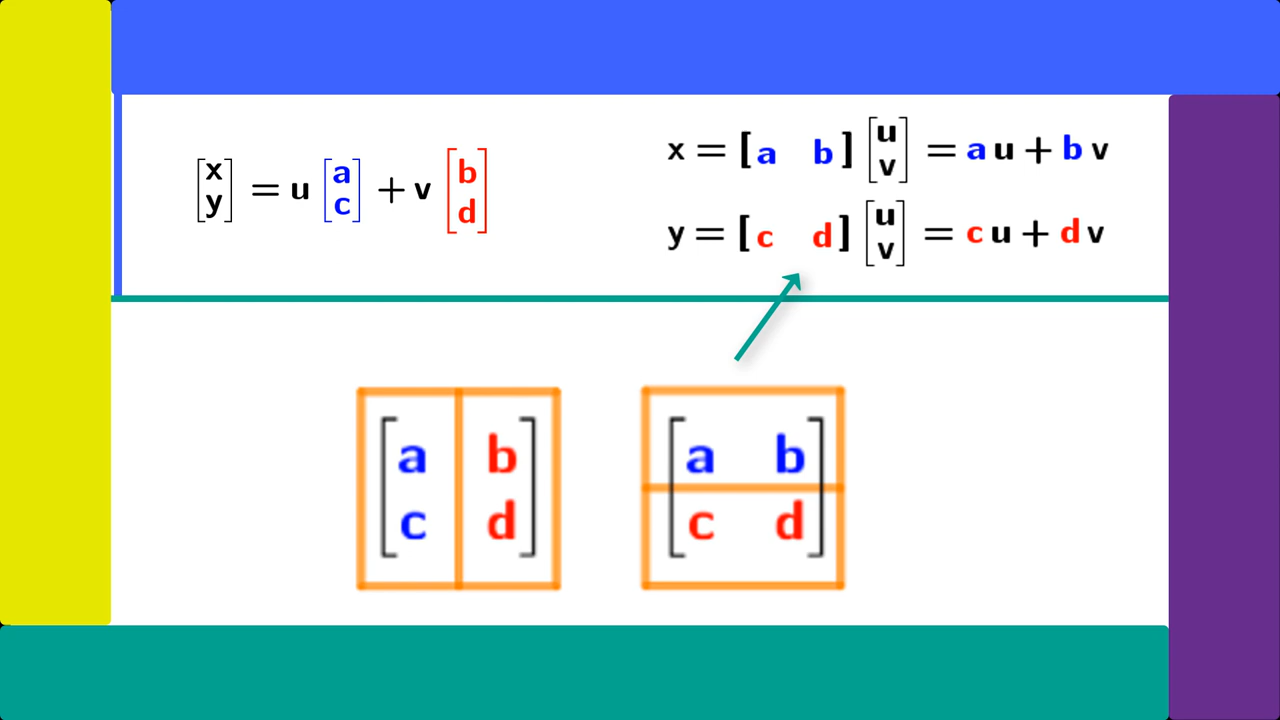 [x y] = u [a c] + v [b d]
x = [a b] [u v] = a u + b v
y = [c d] [u v] = c u + d v
[a b
c d]
[a b
c d]